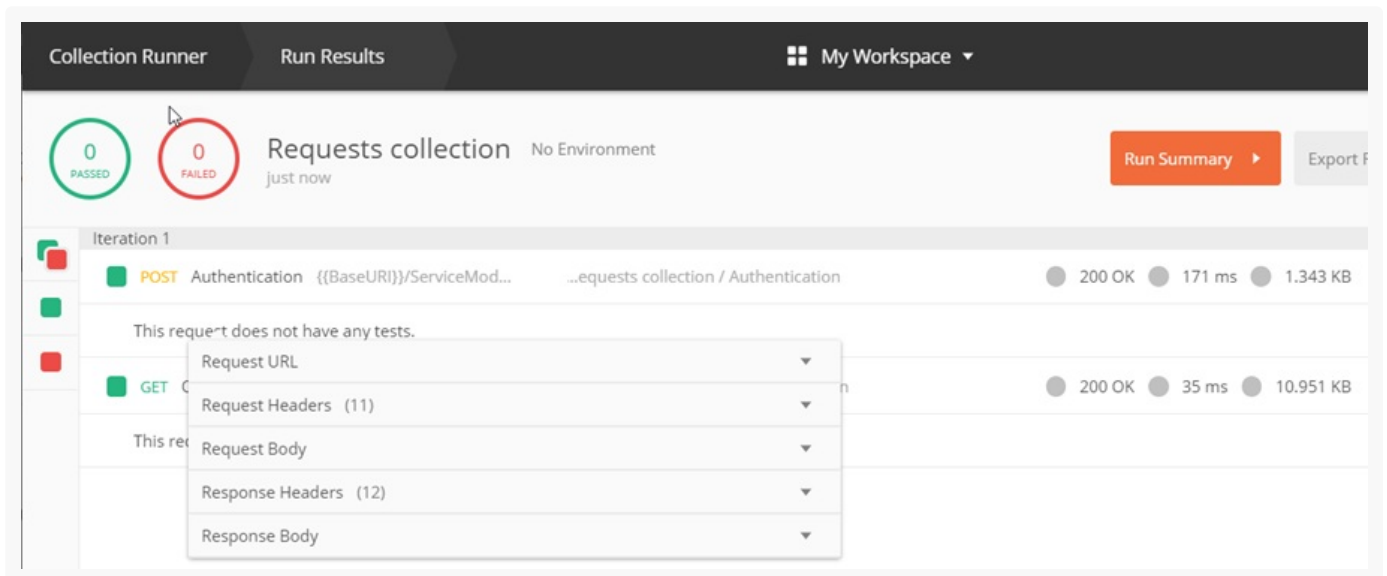 Collection Runner Run Results My Workspace
0 PASSED
0 FAILED
Requests collection No Environment
just now
Run Summary Export
Iteration 1
POST Authentication {{BaseURI}}/ServiceMod... ...equests collection / Authentication 200 OK 171 ms 1.343 KB
This request does not have any tests.
Request URL
GET 200 OK 35 ms 10.951 KB
Request Headers (11)
This
Request Body
Response Headers (12)
Response Body